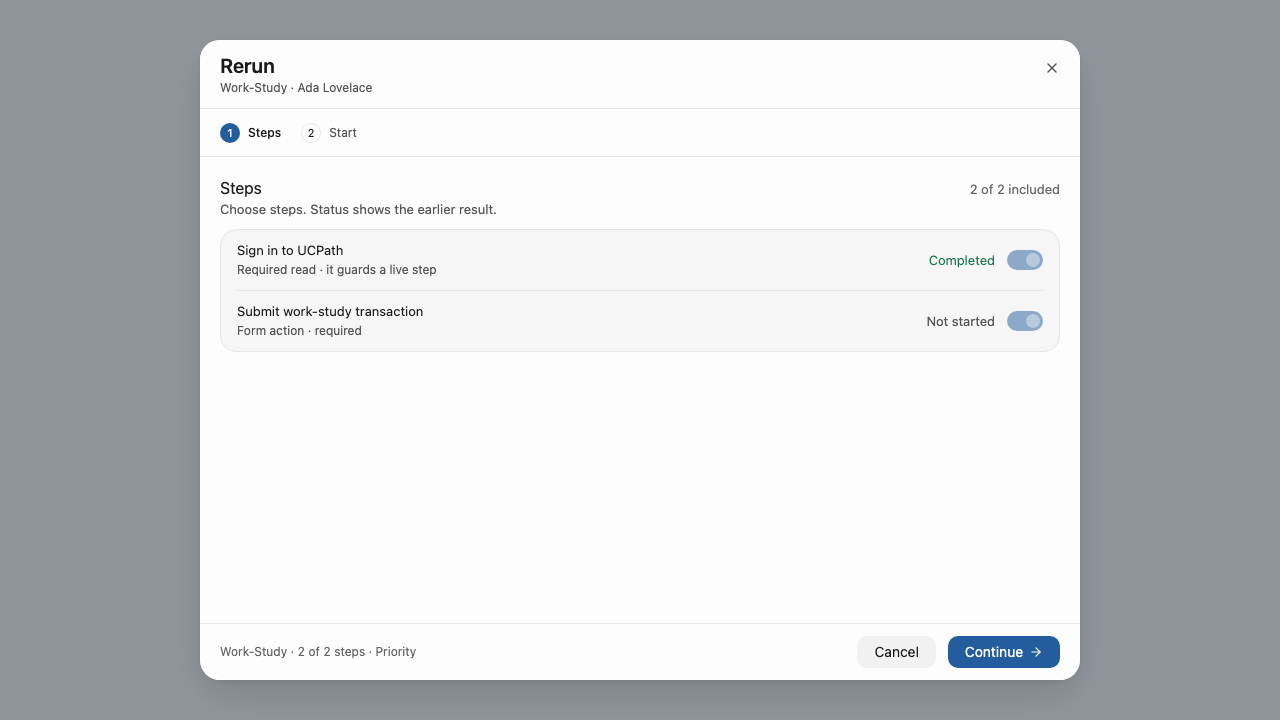 Rerun
Work-Study · Ada Lovelace
1 Steps 2 Start
Steps
2 of 2 included
Choose steps. Status shows the earlier result.
Sign in to UCPath
Required read · it guards a live step
Completed
Submit work-study transaction
Form action · required
Not started
Work-Study · 2 of 2 steps · Priority
Cancel
Continue →